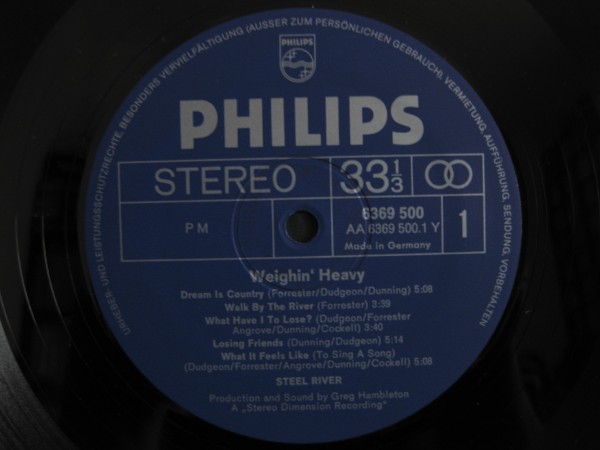 URHEBER- UND LEISTUNGSSCHUTZRECHTE, BESONDERS VERVIELFÄLTIGUNG (AUSSER ZUM PERSÖNLICHEN GEBRAUCH), VERMIETUNG, AUFFÜHRUNG, SENDUNG, VORBEHALTEN
PHILIPS
PHILIPS
STEREO 33 1/3
PM
6369 500
AA 6369 500.1 Y
Made in Germany
1
Weighin' Heavy
Dream Is Country (Forrester/Dudgeon/Dunning) 5:08
Walk By The River (Forrester) 3:39
What Have I To Lose? (Dudgeon/Forrester
Angrove/Dunning/Cockell) 3:40
Losing Friends (Dunning/Dudgeon) 5:14
What It Feels Like (To Sing A Song)
(Dudgeon/Forrester/Angrove/Dunning/Cockell) 5:08
STEEL RIVER
Production and Sound by Greg Hambleton
A „Stereo Dimension Recording"